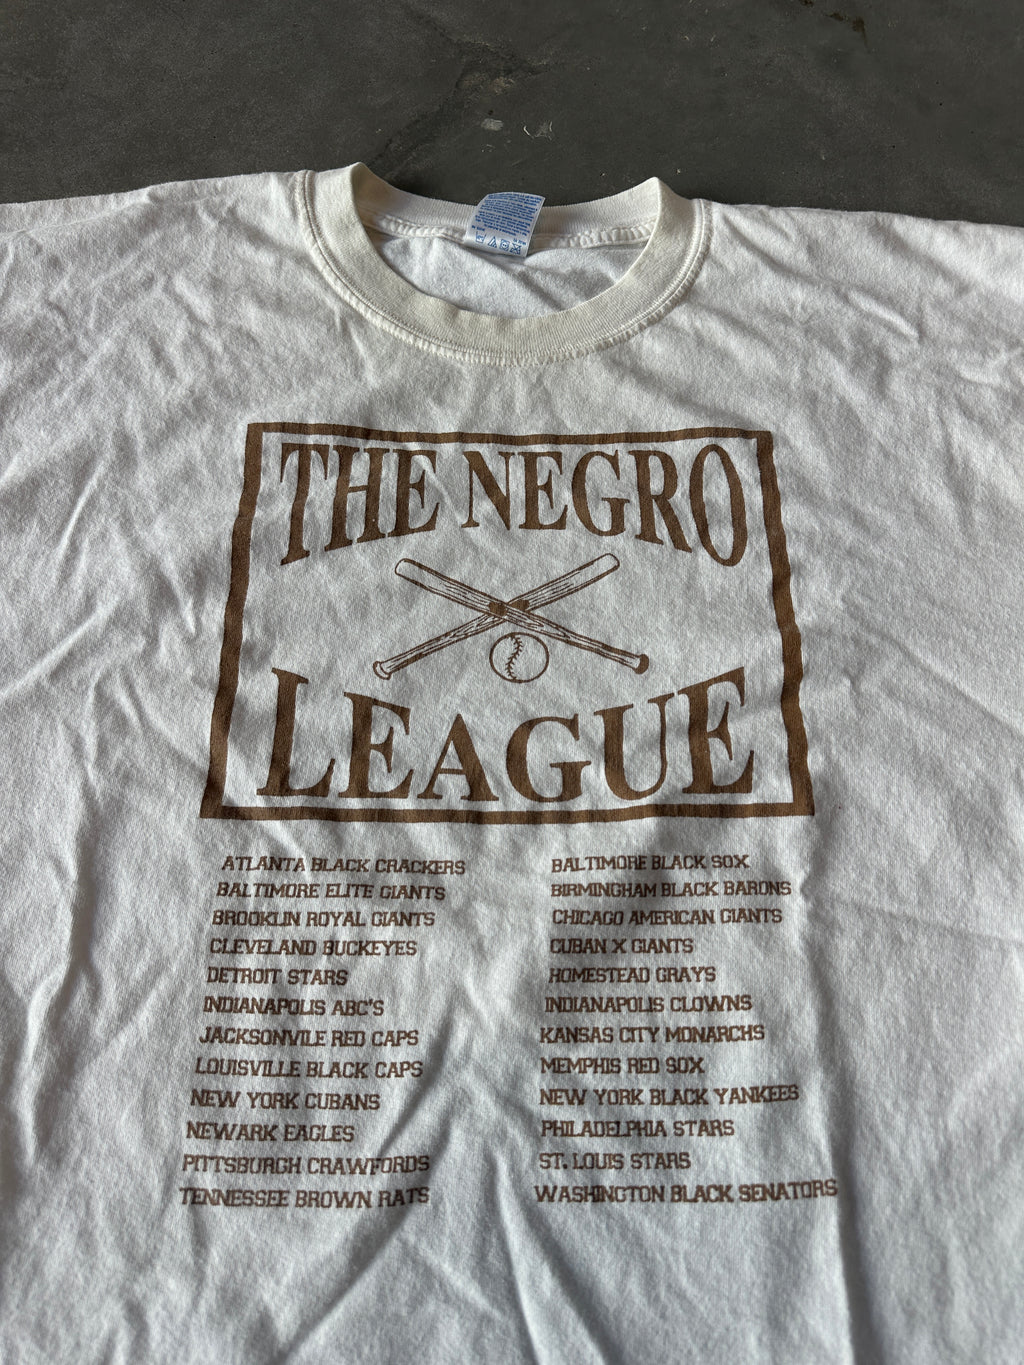 THE NEGRO
LEAGUE
ATLANTA BLACK CRACKERS
BALTIMORE ELITE GIANTS
BROOKLIN ROYAL GIANTS
CLEVELAND BUCKEYES
DETROIT STARS
INDIANAPOLIS ABC'S
JACKSONVILE RED CAPS
LOUISVILLE BLACK CAPS
NEW YORK CUBANS
NEWARK EAGLES
PITTSBURGH CRAWFORDS
TENNESSEE BROWN RATS
BALTIMORE BLACK SOX
BIRMINGHAM BLACK BARONS
CHICAGO AMERICAN GIANTS
CUBAN X GIANTS
HOMESTEAD GRAYS
INDIANAPOLIS CLOWNS
KANSAS CITY MONARCHS
MEMPHIS RED SOX
NEW YORK BLACK YANKEES
PHILADELPHIA STARS
ST. LOUIS STARS
WASHINGTON BLACK SENATORS